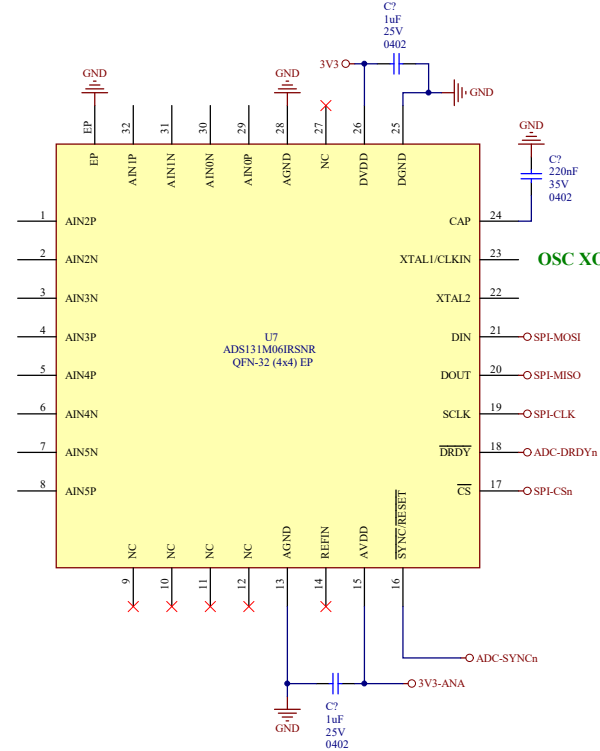 C?
1uF
25V
0402
3V3
GND
GND
GND
GND
EP
32
31
30
29
28
27
26
25
EP
AIN1P
AIN1N
AIN0N
AIN0P
AGND
NC
DVDD
DGND
C?
220nF
35V
0402
1 AIN2P
CAP 24
2 AIN2N
XTAL1/CLKIN 23
OSC XO
3 AIN3N
XTAL2 22
4 AIN3P
DIN 21 SPI-MOSI
U7
ADS131M06IRSNR
QFN-32 (4x4) EP
5 AIN4P
DOUT 20 SPI-MISO
6 AIN4N
SCLK 19 SPI-CLK
7 AIN5N
DRDY 18 ADC-DRDYn
8 AIN5P
CS 17 SPI-CSn
NC
NC
NC
NC
AGND
REFIN
AVDD
SYNC/RESET
9
10
11
12
13
14
15
16
ADC-SYNCn
3V3-ANA
GND
C?
1uF
25V
0402